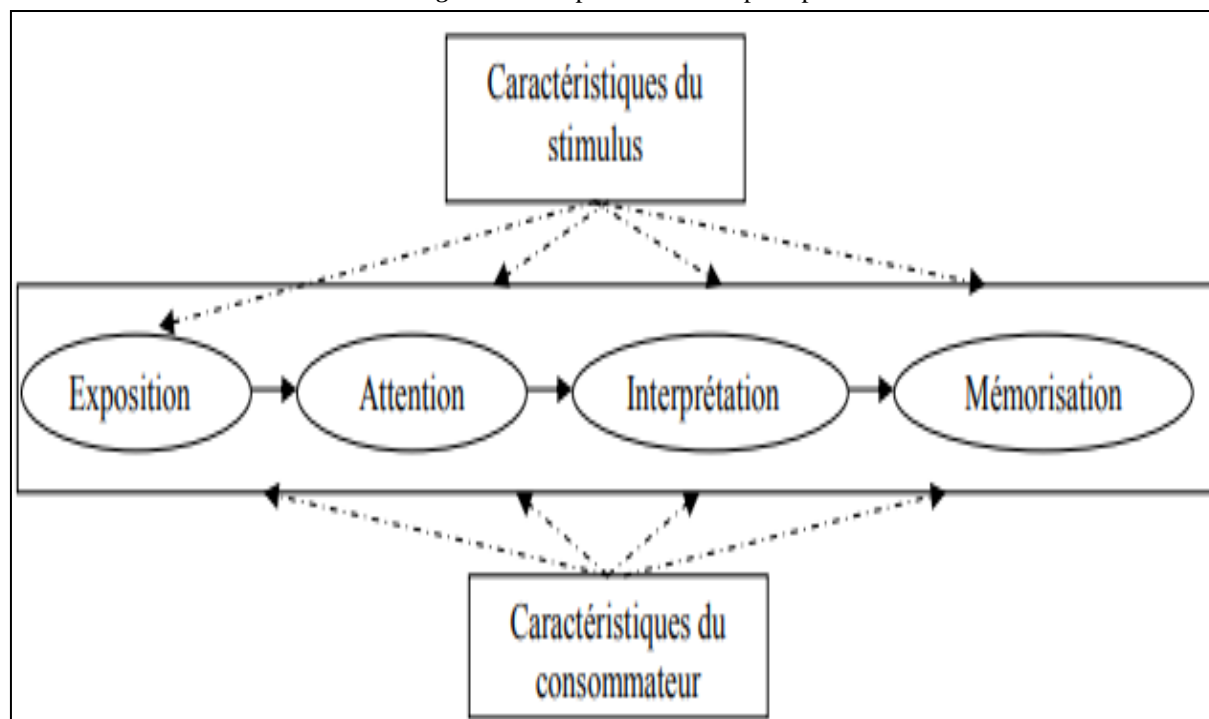 Caractéristiques du
stimulus
Exposition
Attention
Interprétation
Mémorisation
Caractéristiques du
consommateur